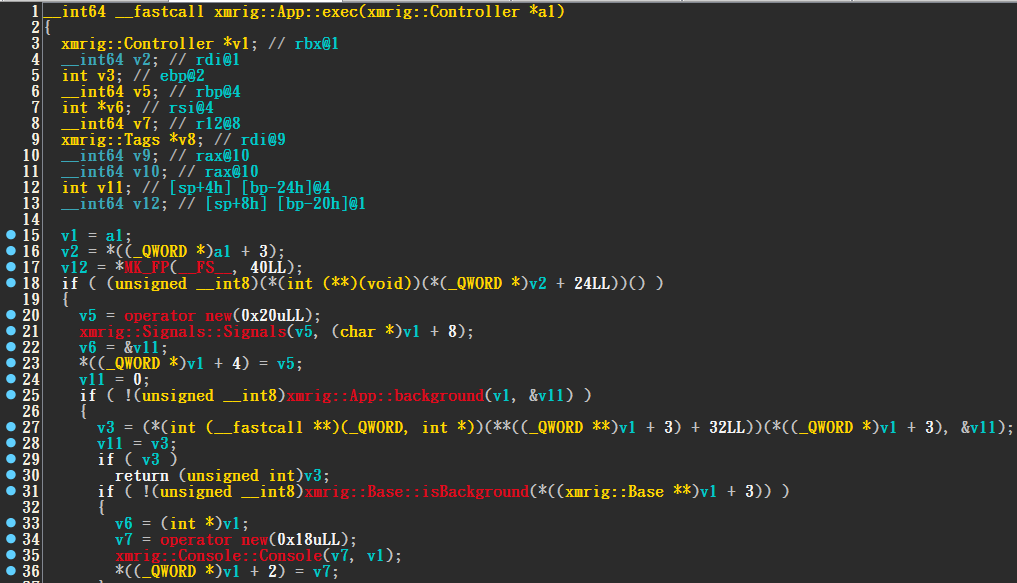 1 __int64 __fastcall xmrig::App::exec(xmrig::Controller *a1)
2 {
3 xmrig::Controller *v1; // rbx@1
4 __int64 v2; // rdi@1
5 int v3; // ebp@2
6 __int64 v5; // rbp@4
7 int *v6; // rsi@4
8 __int64 v7; // r12@8
9 xmrig::Tags *v8; // rdi@9
10 __int64 v9; // rax@10
11 __int64 v10; // rax@10
12 int v11; // [sp+4h] [bp-24h]@4
13 __int64 v12; // [sp+8h] [bp-20h]@1
14
15 v1 = a1;
16 v2 = *((_QWORD *)a1 + 3);
17 v12 = *MK_FP(__FS__, 40LL);
18 if ( (unsigned __int8)(*(int (**)(void))(*(_QWORD *)v2 + 24LL))() )
19 {
20 v5 = operator new(0x20uLL);
21 xmrig::Signals::Signals(v5, (char *)v1 + 8);
22 v6 = &v11;
23 *((_QWORD *)v1 + 4) = v5;
24 v11 = 0;
25 if ( !(unsigned __int8)xmrig::App::background(v1, &v11) )
26 {
27 v3 = (*(int (__fastcall **)(_QWORD, int *))(**((_QWORD **)v1 + 3) + 32LL))(*((_QWORD *)v1 + 3), &v11);
28 v11 = v3;
29 if ( v3 )
30 return (unsigned int)v3;
31 if ( !(unsigned __int8)xmrig::Base::isBackground(*((xmrig::Base **)v1 + 3)) )
32 {
33 v6 = (int *)v1;
34 v7 = operator new(0x18uLL);
35 xmrig::Console::Console(v7, v1);
36 *((_QWORD *)v1 + 2) = v7;